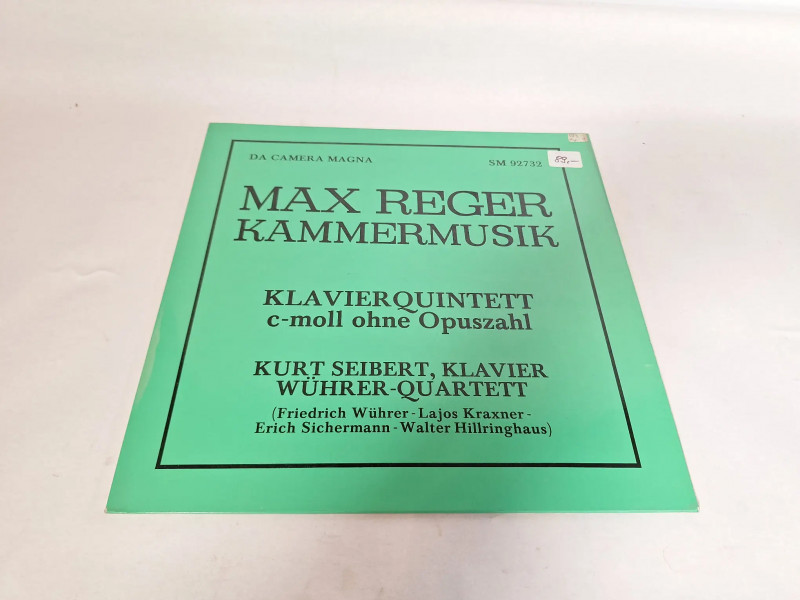 DA CAMERA MAGNA
SM 92732
89,—
MAX REGER
KAMMERMUSIK
KLAVIERQUINTETT
c-moll ohne Opuszahl
KURT SEIBERT, KLAVIER
WÜHRER-QUARTETT
(Friedrich Wührer - Lajos Kraxner -
Erich Sichermann - Walter Hillringhaus)